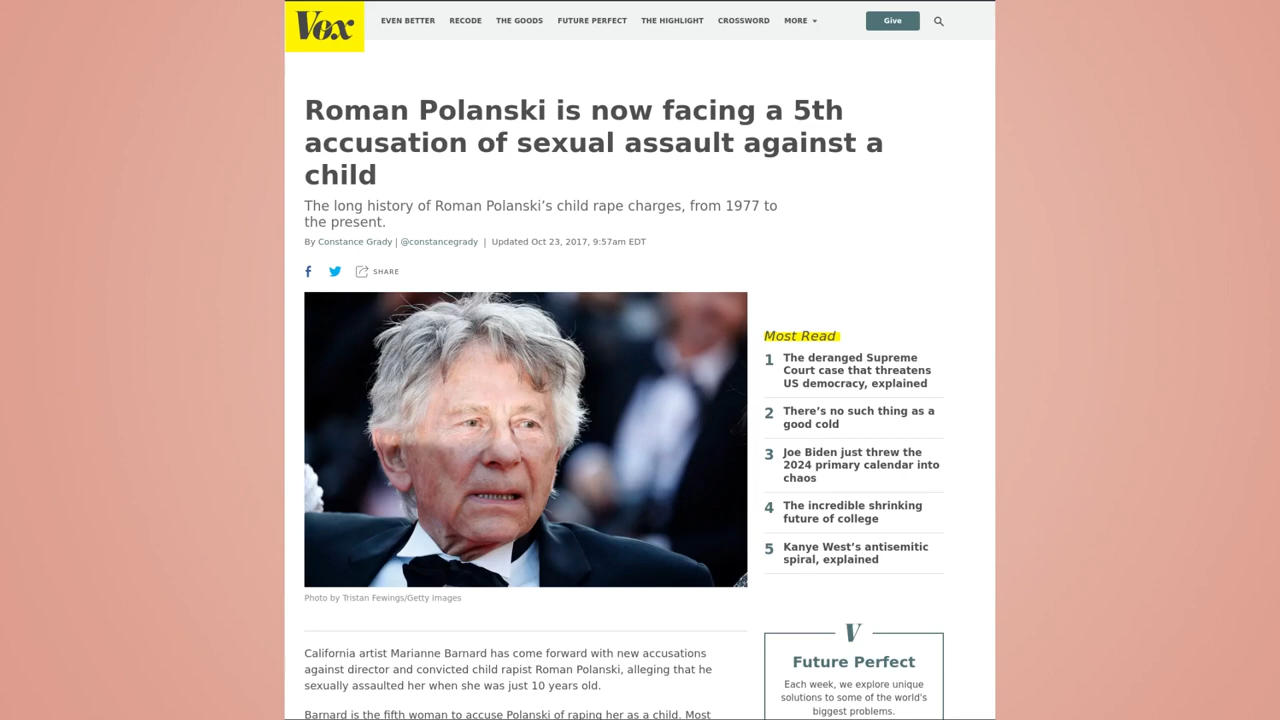 Vox
EVEN BETTER RECODE THE GOODS FUTURE PERFECT THE HIGHLIGHT CROSSWORD MORE Give
Roman Polanski is now facing a 5th
accusation of sexual assault against a
child
The long history of Roman Polanski’s child rape charges, from 1977 to
the present.
By Constance Grady | @constancegrady | Updated Oct 23, 2017, 9:57am EDT
SHARE
Photo by Tristan Fewings/Getty Images
California artist Marianne Barnard has come forward with new accusations
against director and convicted child rapist Roman Polanski, alleging that he
sexually assaulted her when she was just 10 years old.
Barnard is the fifth woman to accuse Polanski of raping her as a child. Most
Most Read
1 The deranged Supreme
Court case that threatens
US democracy, explained
2 There’s no such thing as a
good cold
3 Joe Biden just threw the
2024 primary calendar into
chaos
4 The incredible shrinking
future of college
5 Kanye West’s antisemitic
spiral, explained
V
Future Perfect
Each week, we explore unique
solutions to some of the world's
biggest problems.